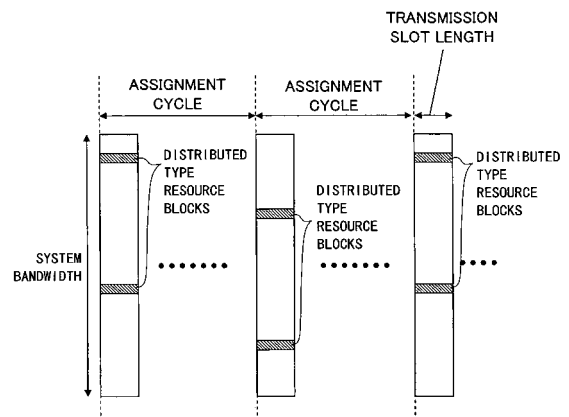 TRANSMISSION
SLOT LENGTH
ASSIGNMENT
CYCLE
ASSIGNMENT
CYCLE
DISTRIBUTED
TYPE
RESOURCE
BLOCKS
DISTRIBUTED
TYPE
RESOURCE
BLOCKS
DISTRIBUTED
TYPE
RESOURCE
BLOCKS
SYSTEM
BANDWIDTH